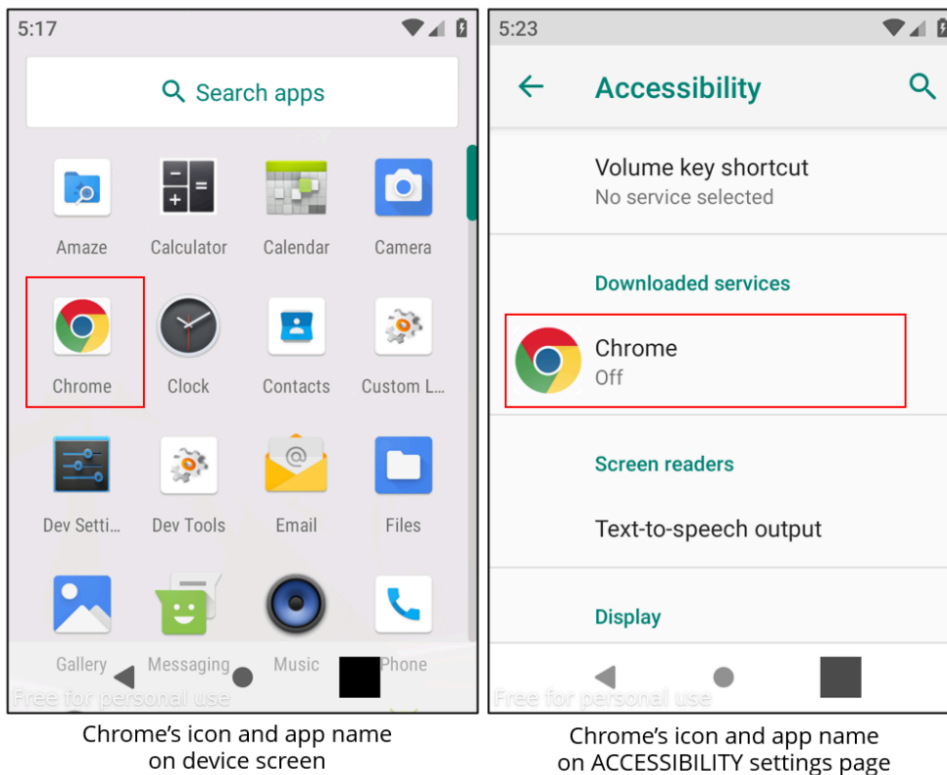 5:17
Search apps
Amaze Calculator Calendar Camera
Chrome Clock Contacts Custom L...
Dev Setti... Dev Tools Email Files
Gallery Messaging Music Phone
Free for personal use
Chrome's icon and app name
on device screen
5:23
Accessibility
Volume key shortcut
No service selected
Downloaded services
Chrome
Off
Screen readers
Text-to-speech output
Display
Free for personal use
Chrome's icon and app name
on ACCESSIBILITY settings page